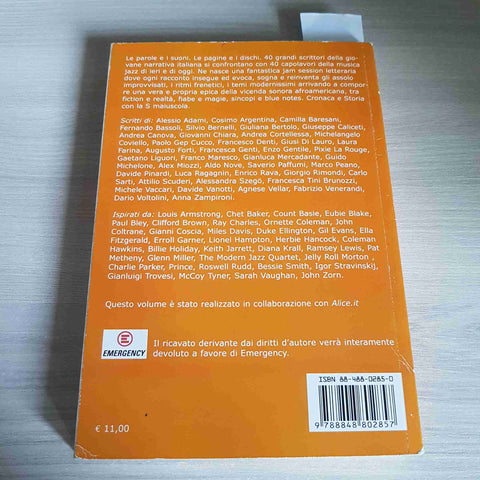 Le parole e i suoni. Le pagine e i dischi. 40 grandi scrittori della gio-
vane narrativa italiana si confrontano con 40 capolavori della musica
jazz di ieri e di oggi. Ne nasce una fantastica jam session letteraria
dove ogni racconto insegue ed evoca, sogna e reinventa gli assolo
improvvisati, i ritmi frenetici, i temi modernissimi arrivando a compor-
re una vera e propria epica della vicenda sonora afroamericana, tra
fiction e realtà, fiabe e magie, sincopi e blue notes. Cronaca e Storia
con la S maiuscola.
Scritti di: Alessio Adami, Cosimo Argentina, Camilla Baresani,
Fernando Bassoli, Silvio Bernelli, Giuliana Bertolo, Giuseppe Caliceti,
Andrea Canova, Giovanni Chiara, Andrea Cortellessa, Michelangelo
Coviello, Paolo Gep Cucco, Francesco Denti, Giusi Di Lauro, Laura
Farina, Augusto Forti, Francesca Genti, Enzo Gentile, Pixie La Rouge,
Gaetano Liguori, Franco Maresco, Gianluca Mercadante, Guido
Michelone, Alex Miozzi, Aldo Nove, Saverio Paffumi, Marco Peano,
Davide Pinardi, Luca Ragagnin, Enrico Rava, Giorgio Rimondi, Carlo
Sarti, Attilio Scuderi, Alessandra Szegö, Francesca Tini Brunozzi,
Michele Vaccari, Davide Vanotti, Agnese Vellar, Fabrizio Venerandi,
Dario Voltolini, Anna Zampironi.
Ispirati da: Louis Armstrong, Chet Baker, Count Basie, Eubie Blake,
Paul Bley, Clifford Brown, Ray Charles, Ornette Coleman, John
Coltrane, Gianni Coscia, Miles Davis, Duke Ellington, Gil Evans, Ella
Fitzgerald, Erroll Garner, Lionel Hampton, Herbie Hancock, Coleman
Hawkins, Billie Holiday, Keith Jarrett, Diana Krall, Ramsey Lewis, Pat
Metheny, Glenn Miller, The Modern Jazz Quartet, Jelly Roll Morton ,
Charlie Parker, Prince, Roswell Rudd, Bessie Smith, Igor Stravinskij,
Gianluigi Trovesi, McCoy Tyner, Sarah Vaughan, John Zorn.
Questo volume è stato realizzato in collaborazione con Alice.it
EMERGENCY
Il ricavato derivante dai diritti d'autore verrà interamente
devoluto a favore di Emergency.
ISBN 88-488-0285-0
9 788848 802857
€ 11,00